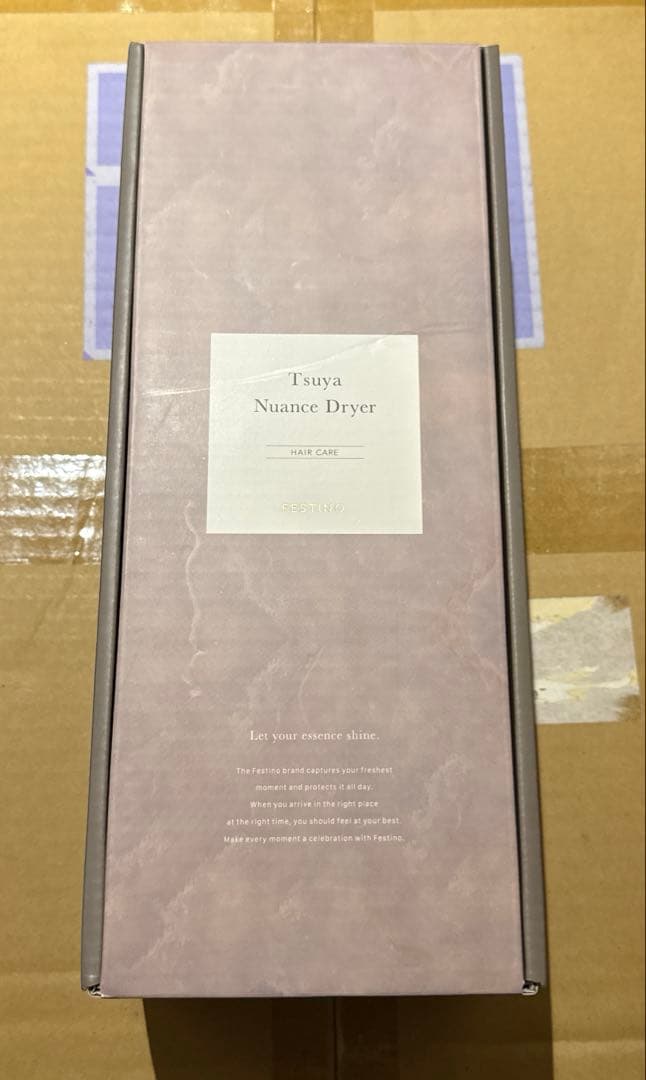 Tsuya
Nuance Dryer
HAIR CARE
FESTINO
Let your essence shine.
The Festino brand captures your freshest
moment and protects it all day.
When you arrive in the right place
at the right time, you should feel at your best.
Make every moment a celebration with Festino.